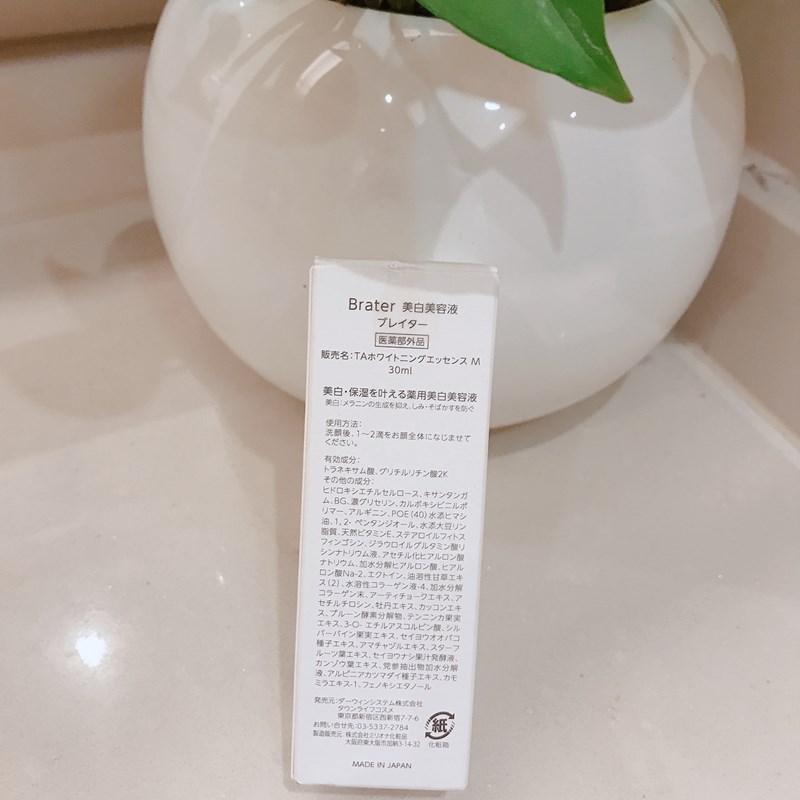 Brater 美白美容液
ブレイター
医薬部外品
販売名:TAホワイトニングエッセンス M
30ml
美白・保湿を叶える薬用美白美容液
美白:メラニンの生成を抑え、しみ・そばかすを防ぐ
使用方法:
洗顔後、1〜2滴をお顔全体になじませて
ください。
有効成分:
トラネキサム酸、グリチルリチン酸2K
その他の成分:
ヒドロキシエチルセルロース、キサンタンガ
ム、BG、濃グリセリン、カルボキシビニルポ
リマー、アルギニン、POE(40)水添ヒマシ
油、1,2-ペンタンジオール、水添大豆リン
脂質、天然ビタミンE、ステアロイルフィトス
フィンゴシン、ジラウロイルグルタミン酸リ
シンナトリウム液、アセチル化ヒアルロン酸
ナトリウム、加水分解ヒアルロン酸、ヒアル
ロン酸Na-2、エクトイン、油溶性甘草エキ
ス(2)、水溶性コラーゲン液-4、加水分解
コラーゲン末、アーティチョークエキス、ア
セチルチロシン、牡丹エキス、カッコンエキ
ス、プルーン酵素分解物、テンニンカ果実
エキス、3-O-エチルアスコルビン酸、シル
バーバイン果実エキス、セイヨウオオバコ
種子エキス、アマチャヅルエキス、スターフ
ルーツ葉エキス、セイヨウナシ果汁発酵液、
カンゾウ葉エキス、党参抽出物加水分解
液、アルピニアカツマダイ種子エキス、カモ
ミラエキス-1、フェノキシエタノール
発売元:ダーウィンシステム株式会社
タウンライフコスメ
東京都新宿区西新宿7-7-6
お問い合せ先:03-5337-2784
製造販売元:株式会社ミリオナ化粧品
大阪府東大阪市加納3-14-32
紙
化粧箱
MADE IN JAPAN